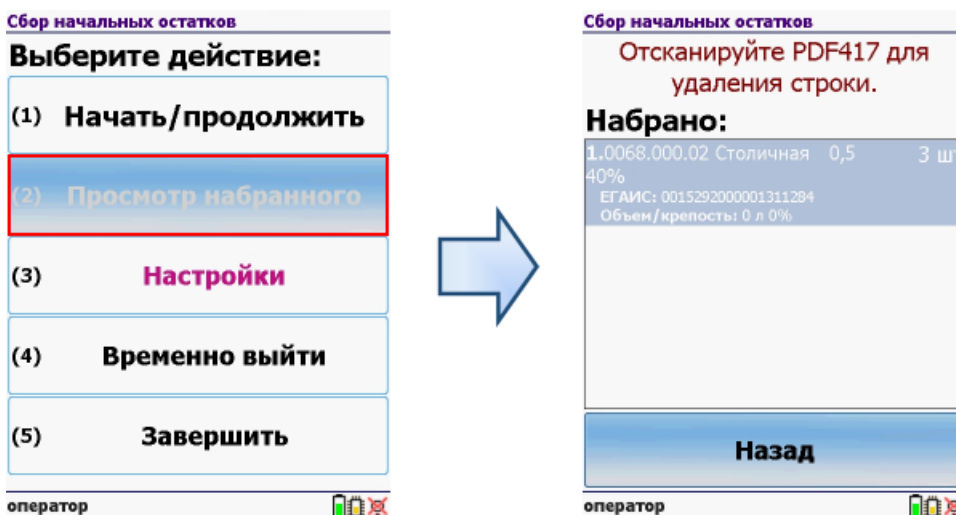 Сбор начальных остатков
Выберите действие:
(1) Начать/продолжить
(2) Просмотр набранного
(3) Настройки
(4) Временно выйти
(5) Завершить
оператор
Сбор начальных остатков
Отсканируйте PDF417 для
удаления строки.
Набрано:
1.0068.000.02 Столичная 0,5 3 шт
40%
ЕГАИС: 0015292000001311284
Объем/крепость: 0 л 0%
Назад
оператор